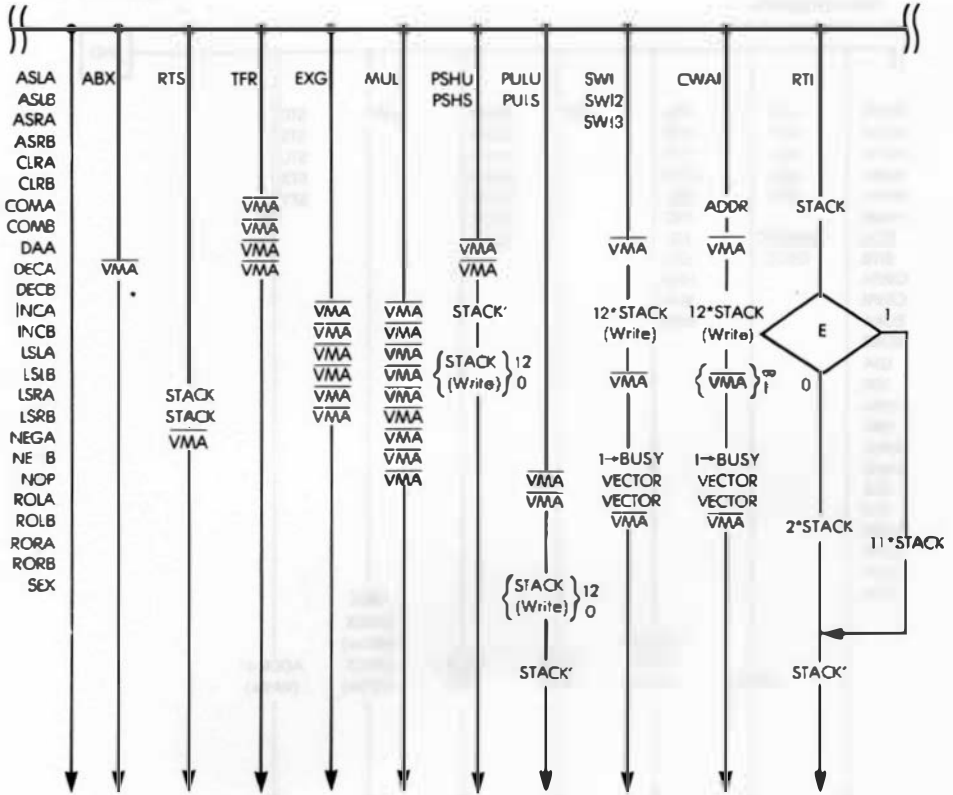 ASLA
ASLB
ASRA
ASRB
CLRA
CLRB
COMA
COMB
DAA
DECA
DECB
INCA
INCB
LSLA
LSLB
LSRA
LSRB
NEGA
NE B
NOP
ROLA
ROLB
RORA
RORB
SEX
ABX
VMA
RTS
STACK
STACK
VMA
TFR
VMA
VMA
VMA
VMA
EXG
VMA
VMA
VMA
VMA
VMA
VMA
MUL
VMA
VMA
VMA
VMA
VMA
VMA
VMA
VMA
VMA
PSHU
PSHS
VMA
VMA
STACK'
{STACK (Write)} 12 0
PULU
PULS
VMA
VMA
{STACK (Write)} 12 0
STACK'
SWI
SWI2
SWI3
VMA
12*STACK
(Write)
VMA
1→BUSY
VECTOR
VECTOR
VMA
CWAI
ADDR
VMA
12*STACK
(Write)
{VMA} ∞ 1
1→BUSY
VECTOR
VECTOR
VMA
RTI
STACK
E
1
0
2*STACK
11*STACK
STACK'